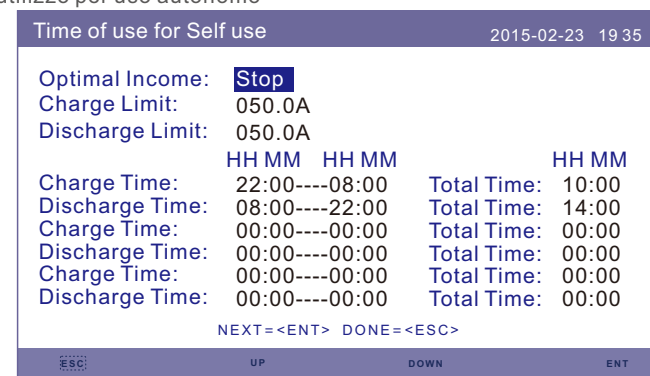 utilizzo per uso autonomo
Time of use for Self use 2015-02-23 19 35
Optimal Income: Stop
Charge Limit: 050.0A
Discharge Limit: 050.0A
HH MM HH MM HH MM
Charge Time: 22:00----08:00 Total Time: 10:00
Discharge Time: 08:00----22:00 Total Time: 14:00
Charge Time: 00:00----00:00 Total Time: 00:00
Discharge Time: 00:00----00:00 Total Time: 00:00
Charge Time: 00:00----00:00 Total Time: 00:00
Discharge Time: 00:00----00:00 Total Time: 00:00
NEXT=<ENT> DONE=<ESC>
ESC UP DOWN ENT